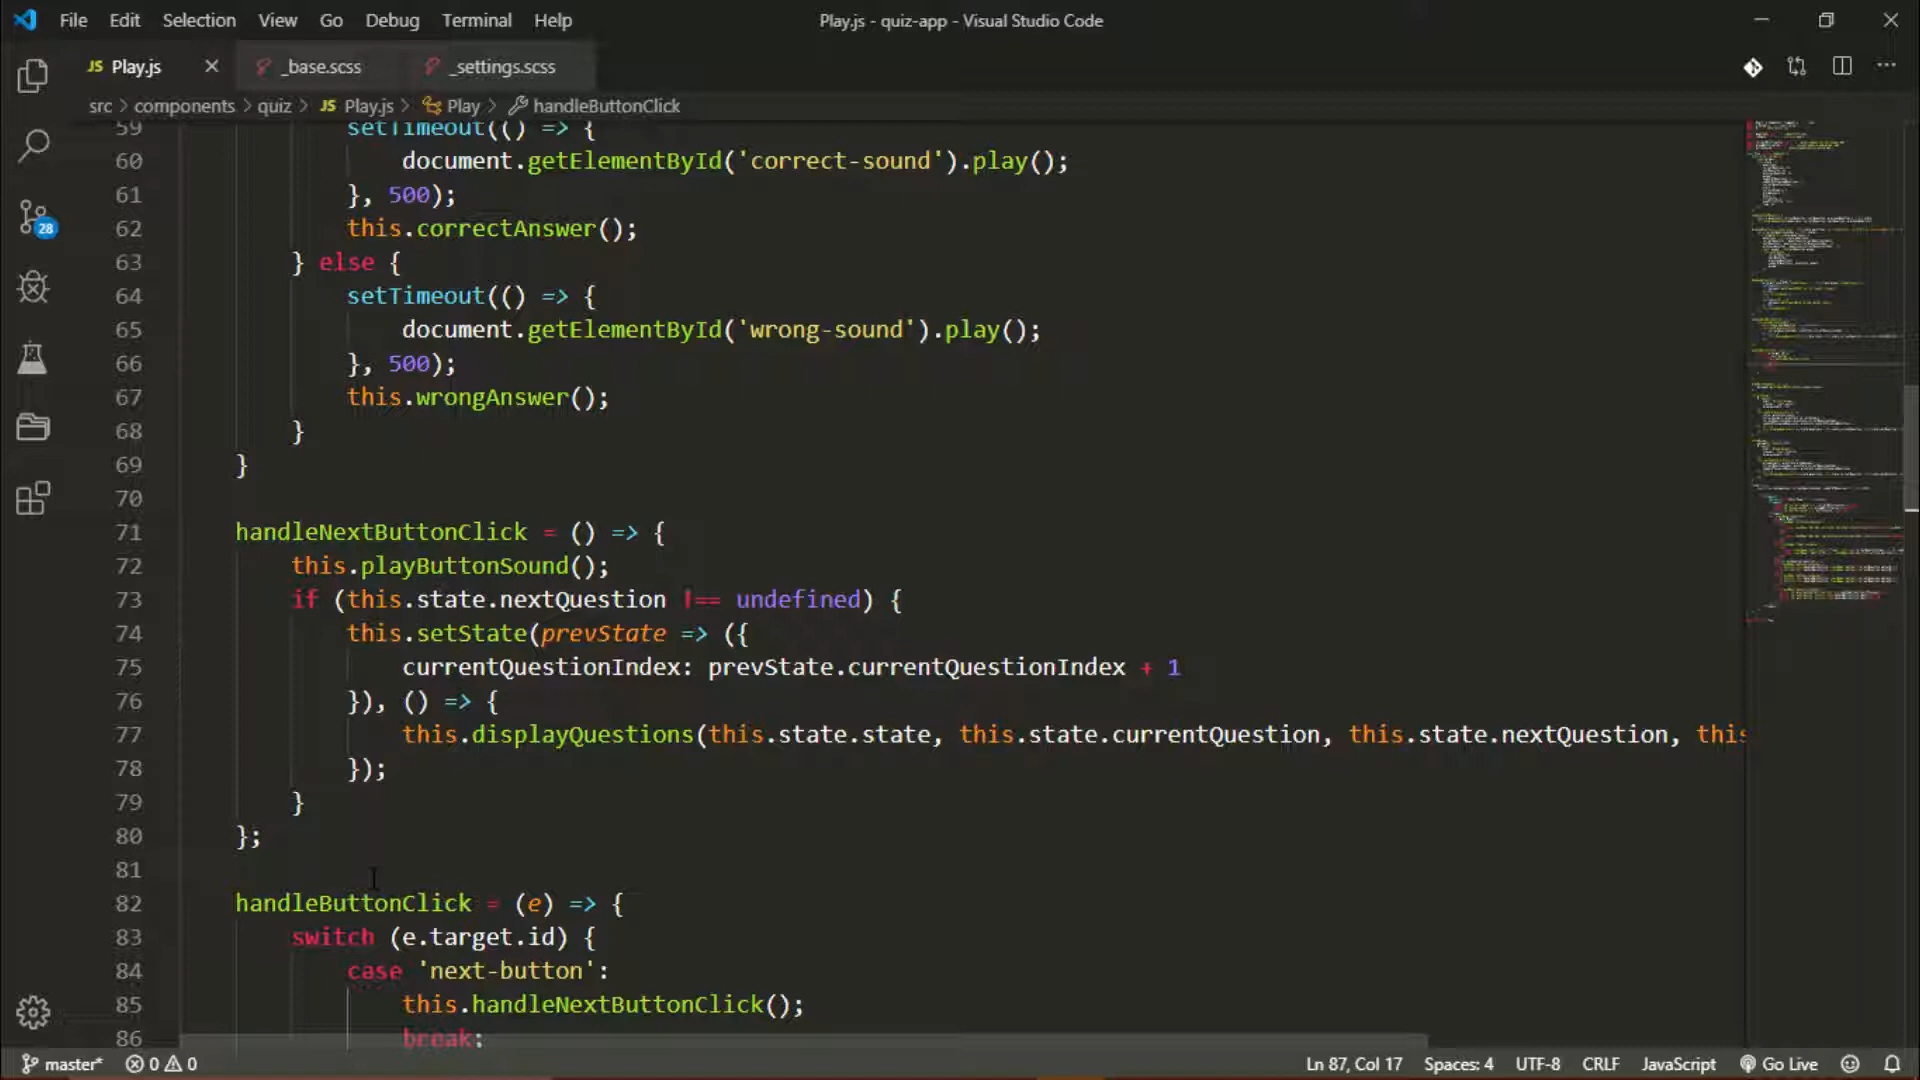 File Edit Selection View Go Debug Terminal Help
Play.js - quiz-app - Visual Studio Code
JS Play.js
_base.scss
_settings.scss
src > components > quiz > JS Play.js > Play > handleButtonClick
59 setTimeout(() => {
60 document.getElementById('correct-sound').play();
61 }, 500);
62 this.correctAnswer();
63 } else {
64 setTimeout(() => {
65 document.getElementById('wrong-sound').play();
66 }, 500);
67 this.wrongAnswer();
68 }
69 }
70
71 handleNextButtonClick = () => {
72 this.playButtonSound();
73 if (this.state.nextQuestion !== undefined) {
74 this.setState(prevState => ({
75 currentQuestionIndex: prevState.currentQuestionIndex + 1
76 }), () => {
77 this.displayQuestions(this.state.state, this.state.currentQuestion, this.state.nextQuestion, this
78 });
79 }
80 };
81
82 handleButtonClick = (e) => {
83 switch (e.target.id) {
84 case 'next-button':
85 this.handleNextButtonClick();
86 break;
28
master* 0 0
Ln 87, Col 17 Spaces: 4 UTF-8 CRLF JavaScript Go Live